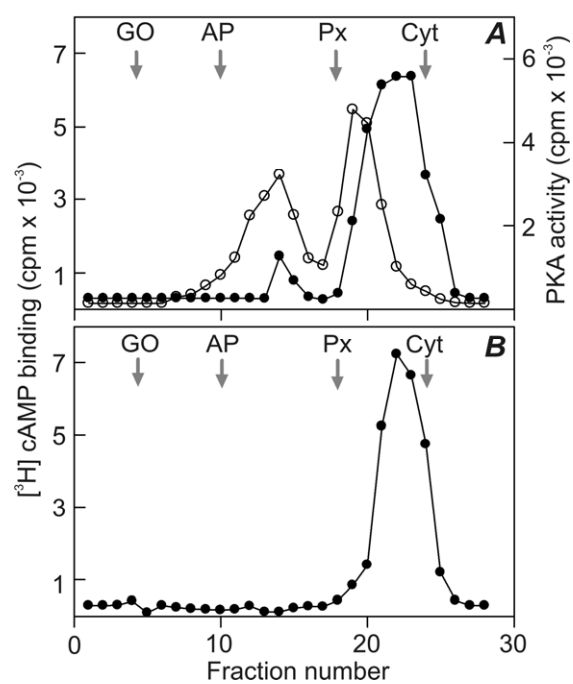 GO AP Px Cyt A
7
5
3
1
6
4
2
[³H] cAMP binding (cpm x 10⁻³)
PKA activity (cpm x 10⁻³)
GO AP Px Cyt B
7
5
3
1
0 10 20 30
Fraction number